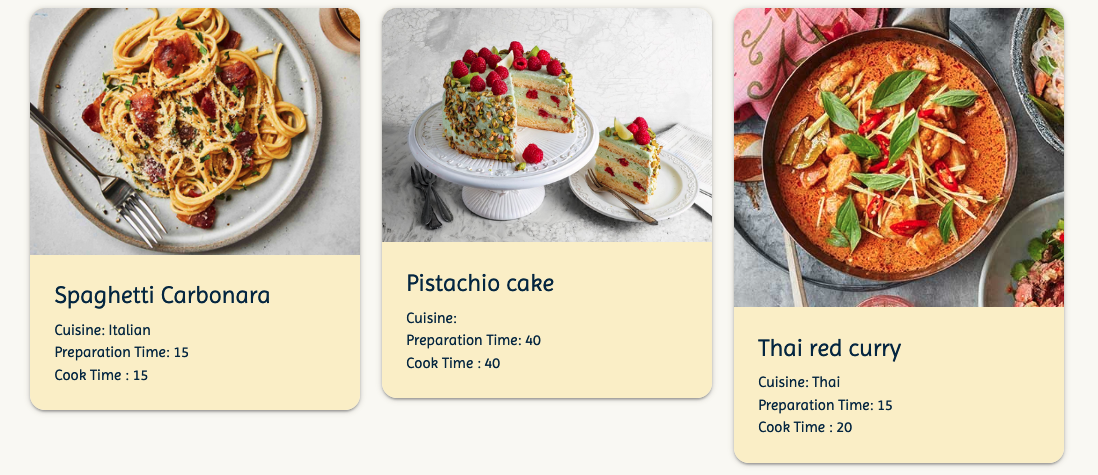 Spaghetti Carbonara
Cuisine: Italian
Preparation Time: 15
Cook Time : 15
Pistachio cake
Cuisine:
Preparation Time: 40
Cook Time : 40
Thai red curry
Cuisine: Thai
Preparation Time: 15
Cook Time : 20